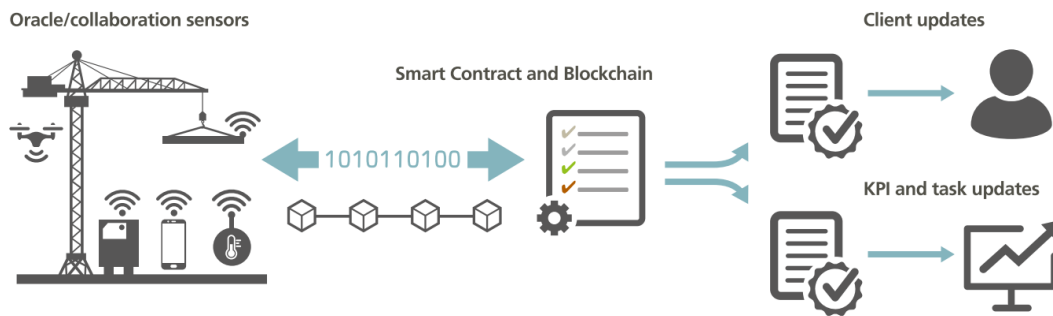 Oracle/collaboration sensors
Smart Contract and Blockchain
1010110100
Client updates
KPI and task updates